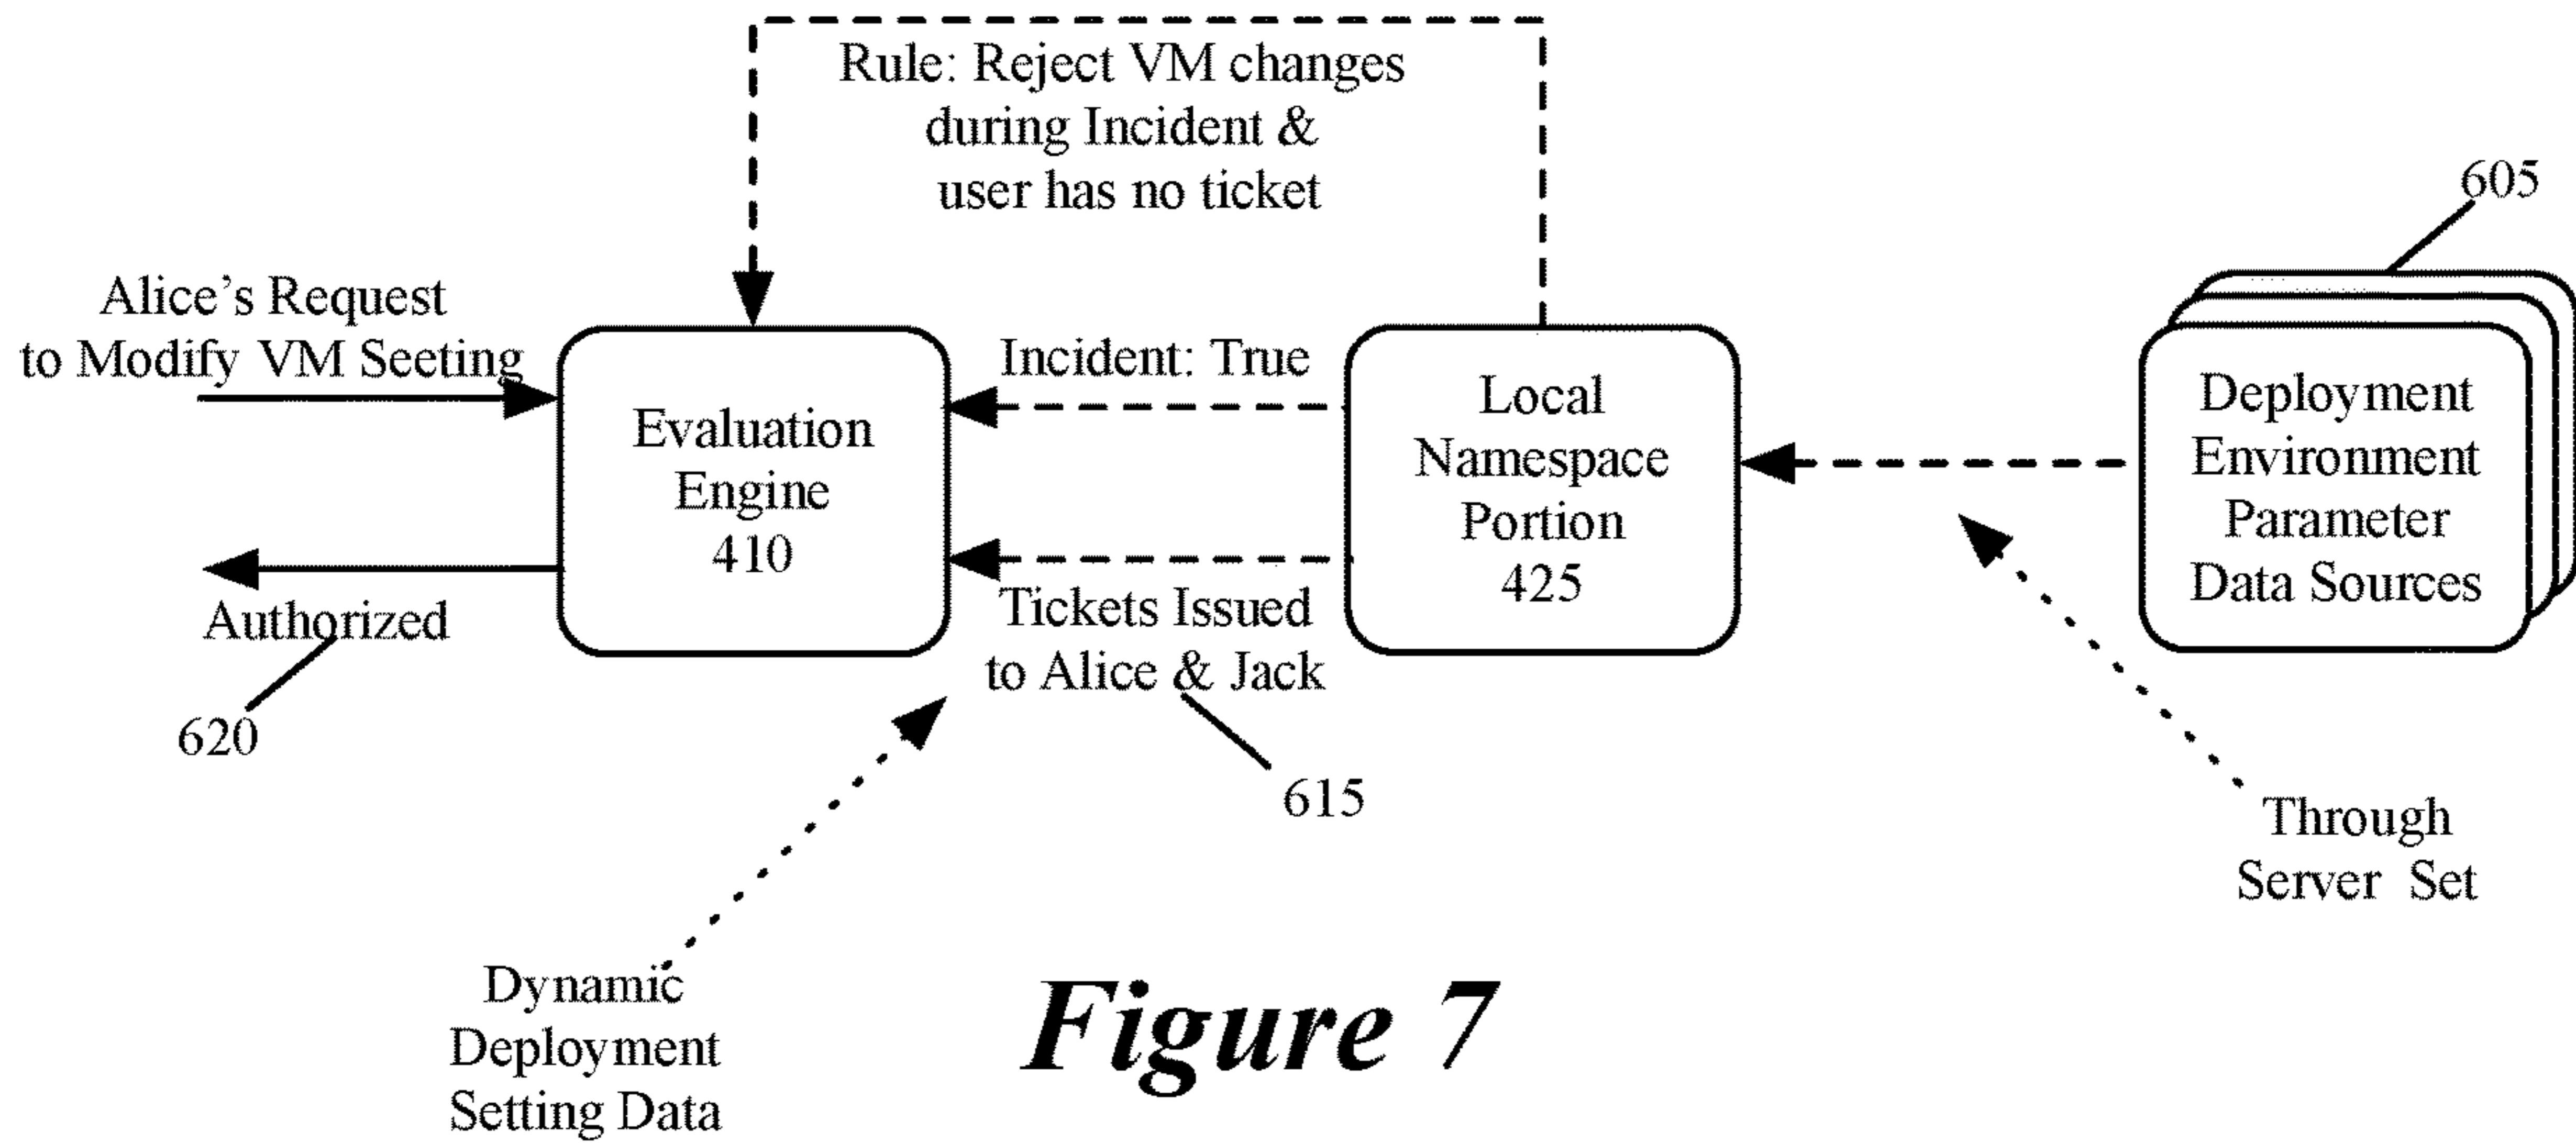 Rule: Reject VM changes
during Incident &
user has no ticket
605
Alice's Request
to Modify VM Seeting
Incident: True
Evaluation
Engine
410
Local
Namespace
Portion
425
Deployment
Environment
Parameter
Data Sources
Authorized
620
Tickets Issued
to Alice & Jack
615
Through
Server Set
Dynamic
Deployment
Setting Data
Figure 7